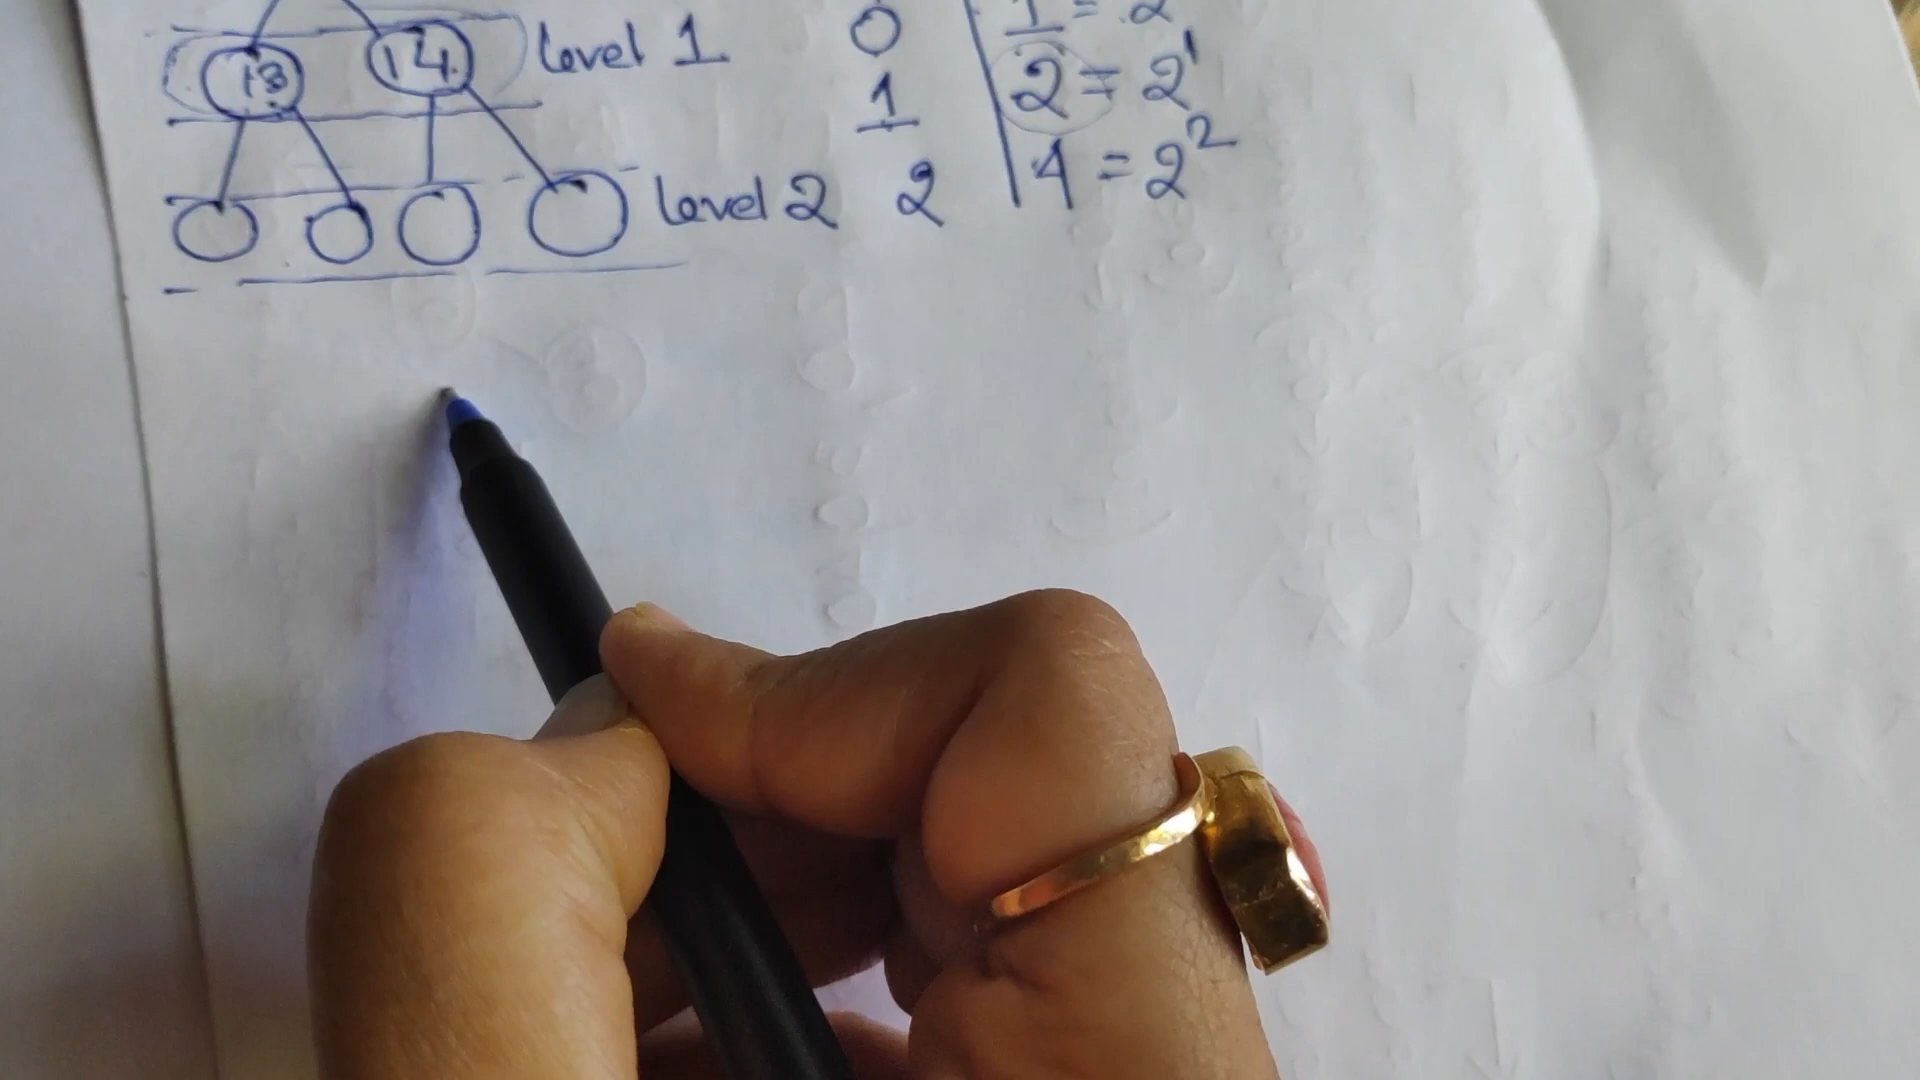 13 14 Level 1 0 1 = 2
1 2 = 2¹
Level 2 2 4 = 2²